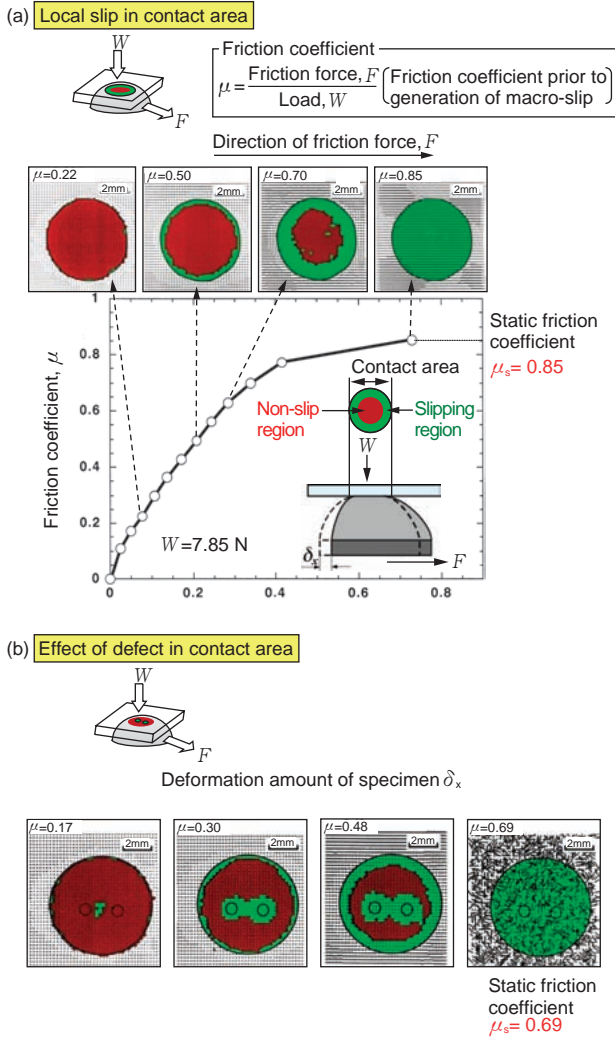 (a) Local slip in contact area
W
F
Friction coefficient
μ = Friction force, F / Load, W (Friction coefficient prior to generation of macro-slip)
Direction of friction force, F
μ=0.22
2mm
μ=0.50
2mm
μ=0.70
2mm
μ=0.85
2mm
Friction coefficient, μ
1
0.8
0.6
0.4
0.2
0
0
0.2
0.4
0.6
0.8
Static friction
coefficient
μs = 0.85
Contact area
Non-slip
region
Slipping
region
W
W=7.85 N
δx
F
(b) Effect of defect in contact area
W
F
Deformation amount of specimen δx
μ=0.17
2mm
μ=0.30
2mm
μ=0.48
2mm
μ=0.69
2mm
Static friction
coefficient
μs = 0.69